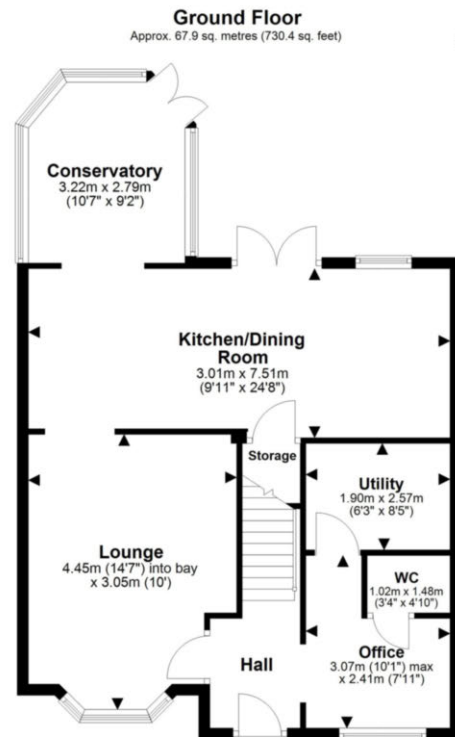 Ground Floor
Approx. 67.9 sq. metres (730.4 sq. feet)
Conservatory
3.22m x 2.79m
(10'7" x 9'2")
Kitchen/Dining
Room
3.01m x 7.51m
(9'11" x 24'8")
Storage
Utility
1.90m x 2.57m
(6'3" x 8'5")
Lounge
4.45m (14'7") into bay
x 3.05m (10')
WC
1.02m x 1.48m
(3'4" x 4'10")
Hall
Office
3.07m (10'1") max
x 2.41m (7'11")